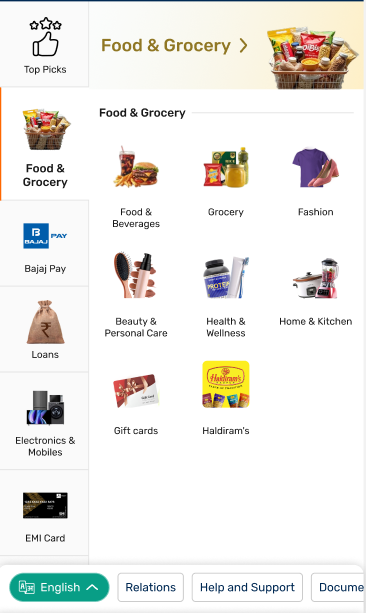 Top Picks
Food & Grocery
Food &
Grocery
BAJAJ PAY
Bajaj Pay
Loans
Electronics &
Mobiles
EMI Card
Food & Grocery
Food &
Beverages
Grocery
Fashion
Beauty &
Personal Care
Health &
Wellness
Home & Kitchen
Gift cards
Haldiram's
Haldiram's
English
Relations
Help and Support
Docume